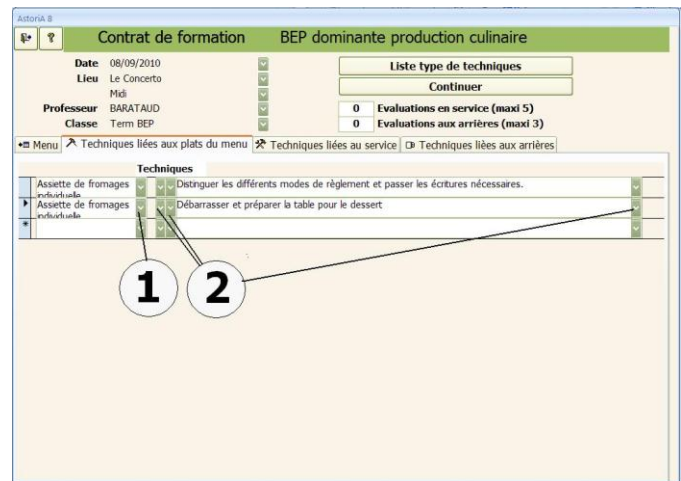 AstoriA 8
Contrat de formation BEP dominante production culinaire
Date 08/09/2010
Lieu Le Concerto
Midi
Professeur BARATAUD
Classe Term BEP
Liste type de techniques
Continuer
0 Evaluations en service (maxi 5)
0 Evaluations aux arrières (maxi 3)
Menu Techniques liées aux plats du menu Techniques liées au service Techniques lièes aux arrières
Techniques
Assiette de fromages individuelle Distinguer les différents modes de règlement et passer les écritures nécessaires.
Assiette de fromages individuelle Débarrasser et préparer la table pour le dessert
1 2